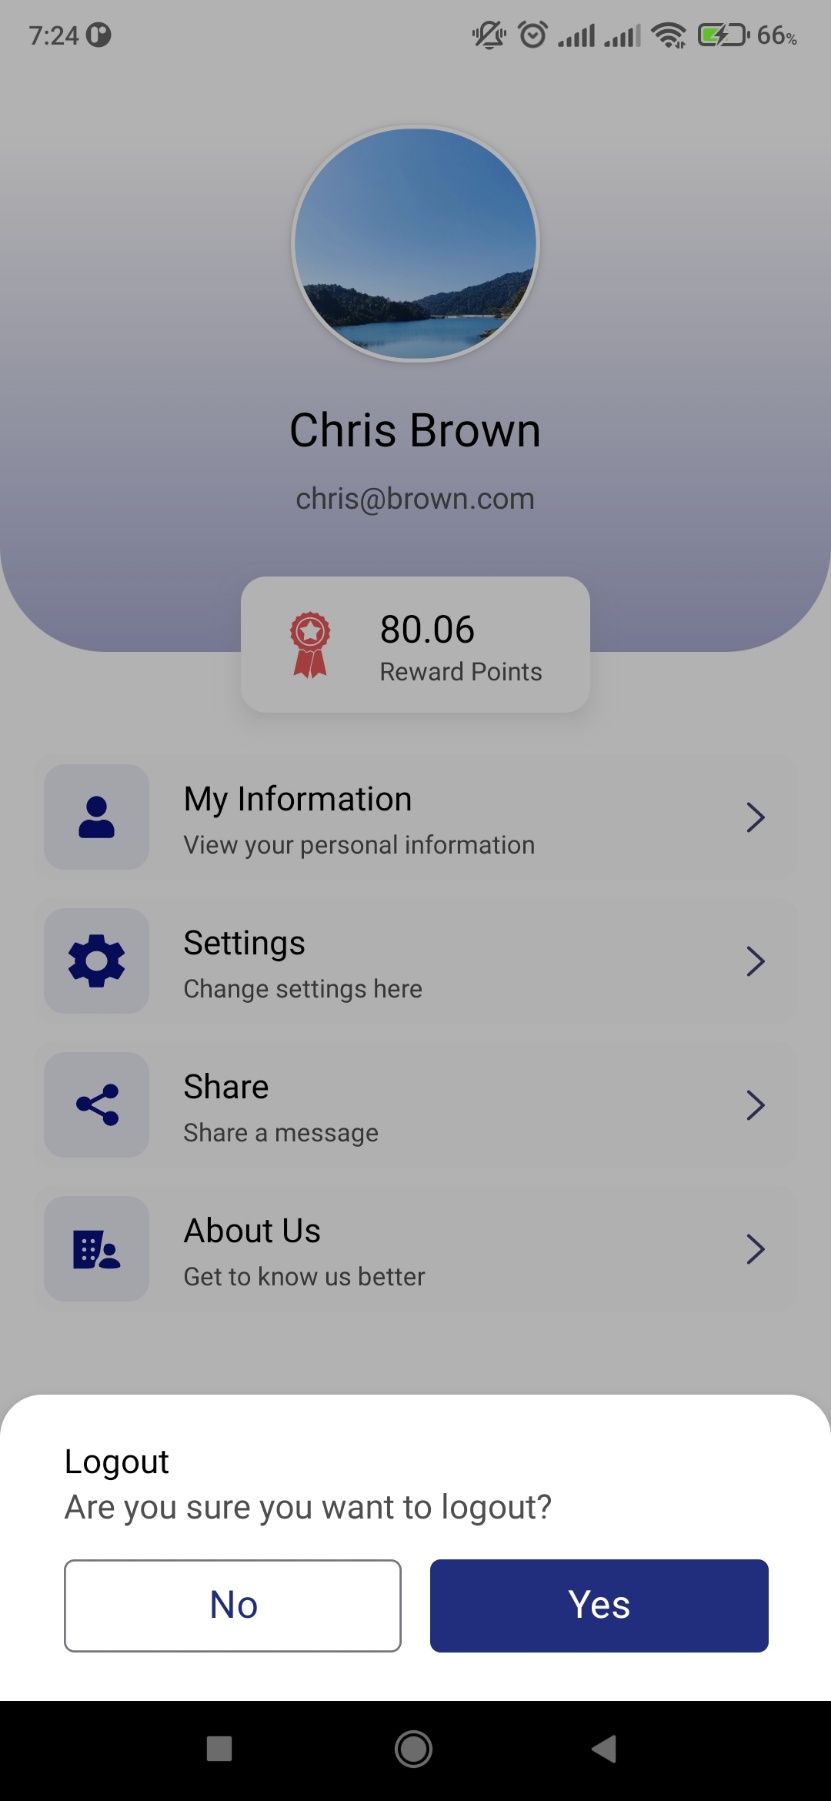 7:24
66%
Chris Brown
chris@brown.com
80.06
Reward Points
My Information
View your personal information
Settings
Change settings here
Share
Share a message
About Us
Get to know us better
Logout
Are you sure you want to logout?
No
Yes